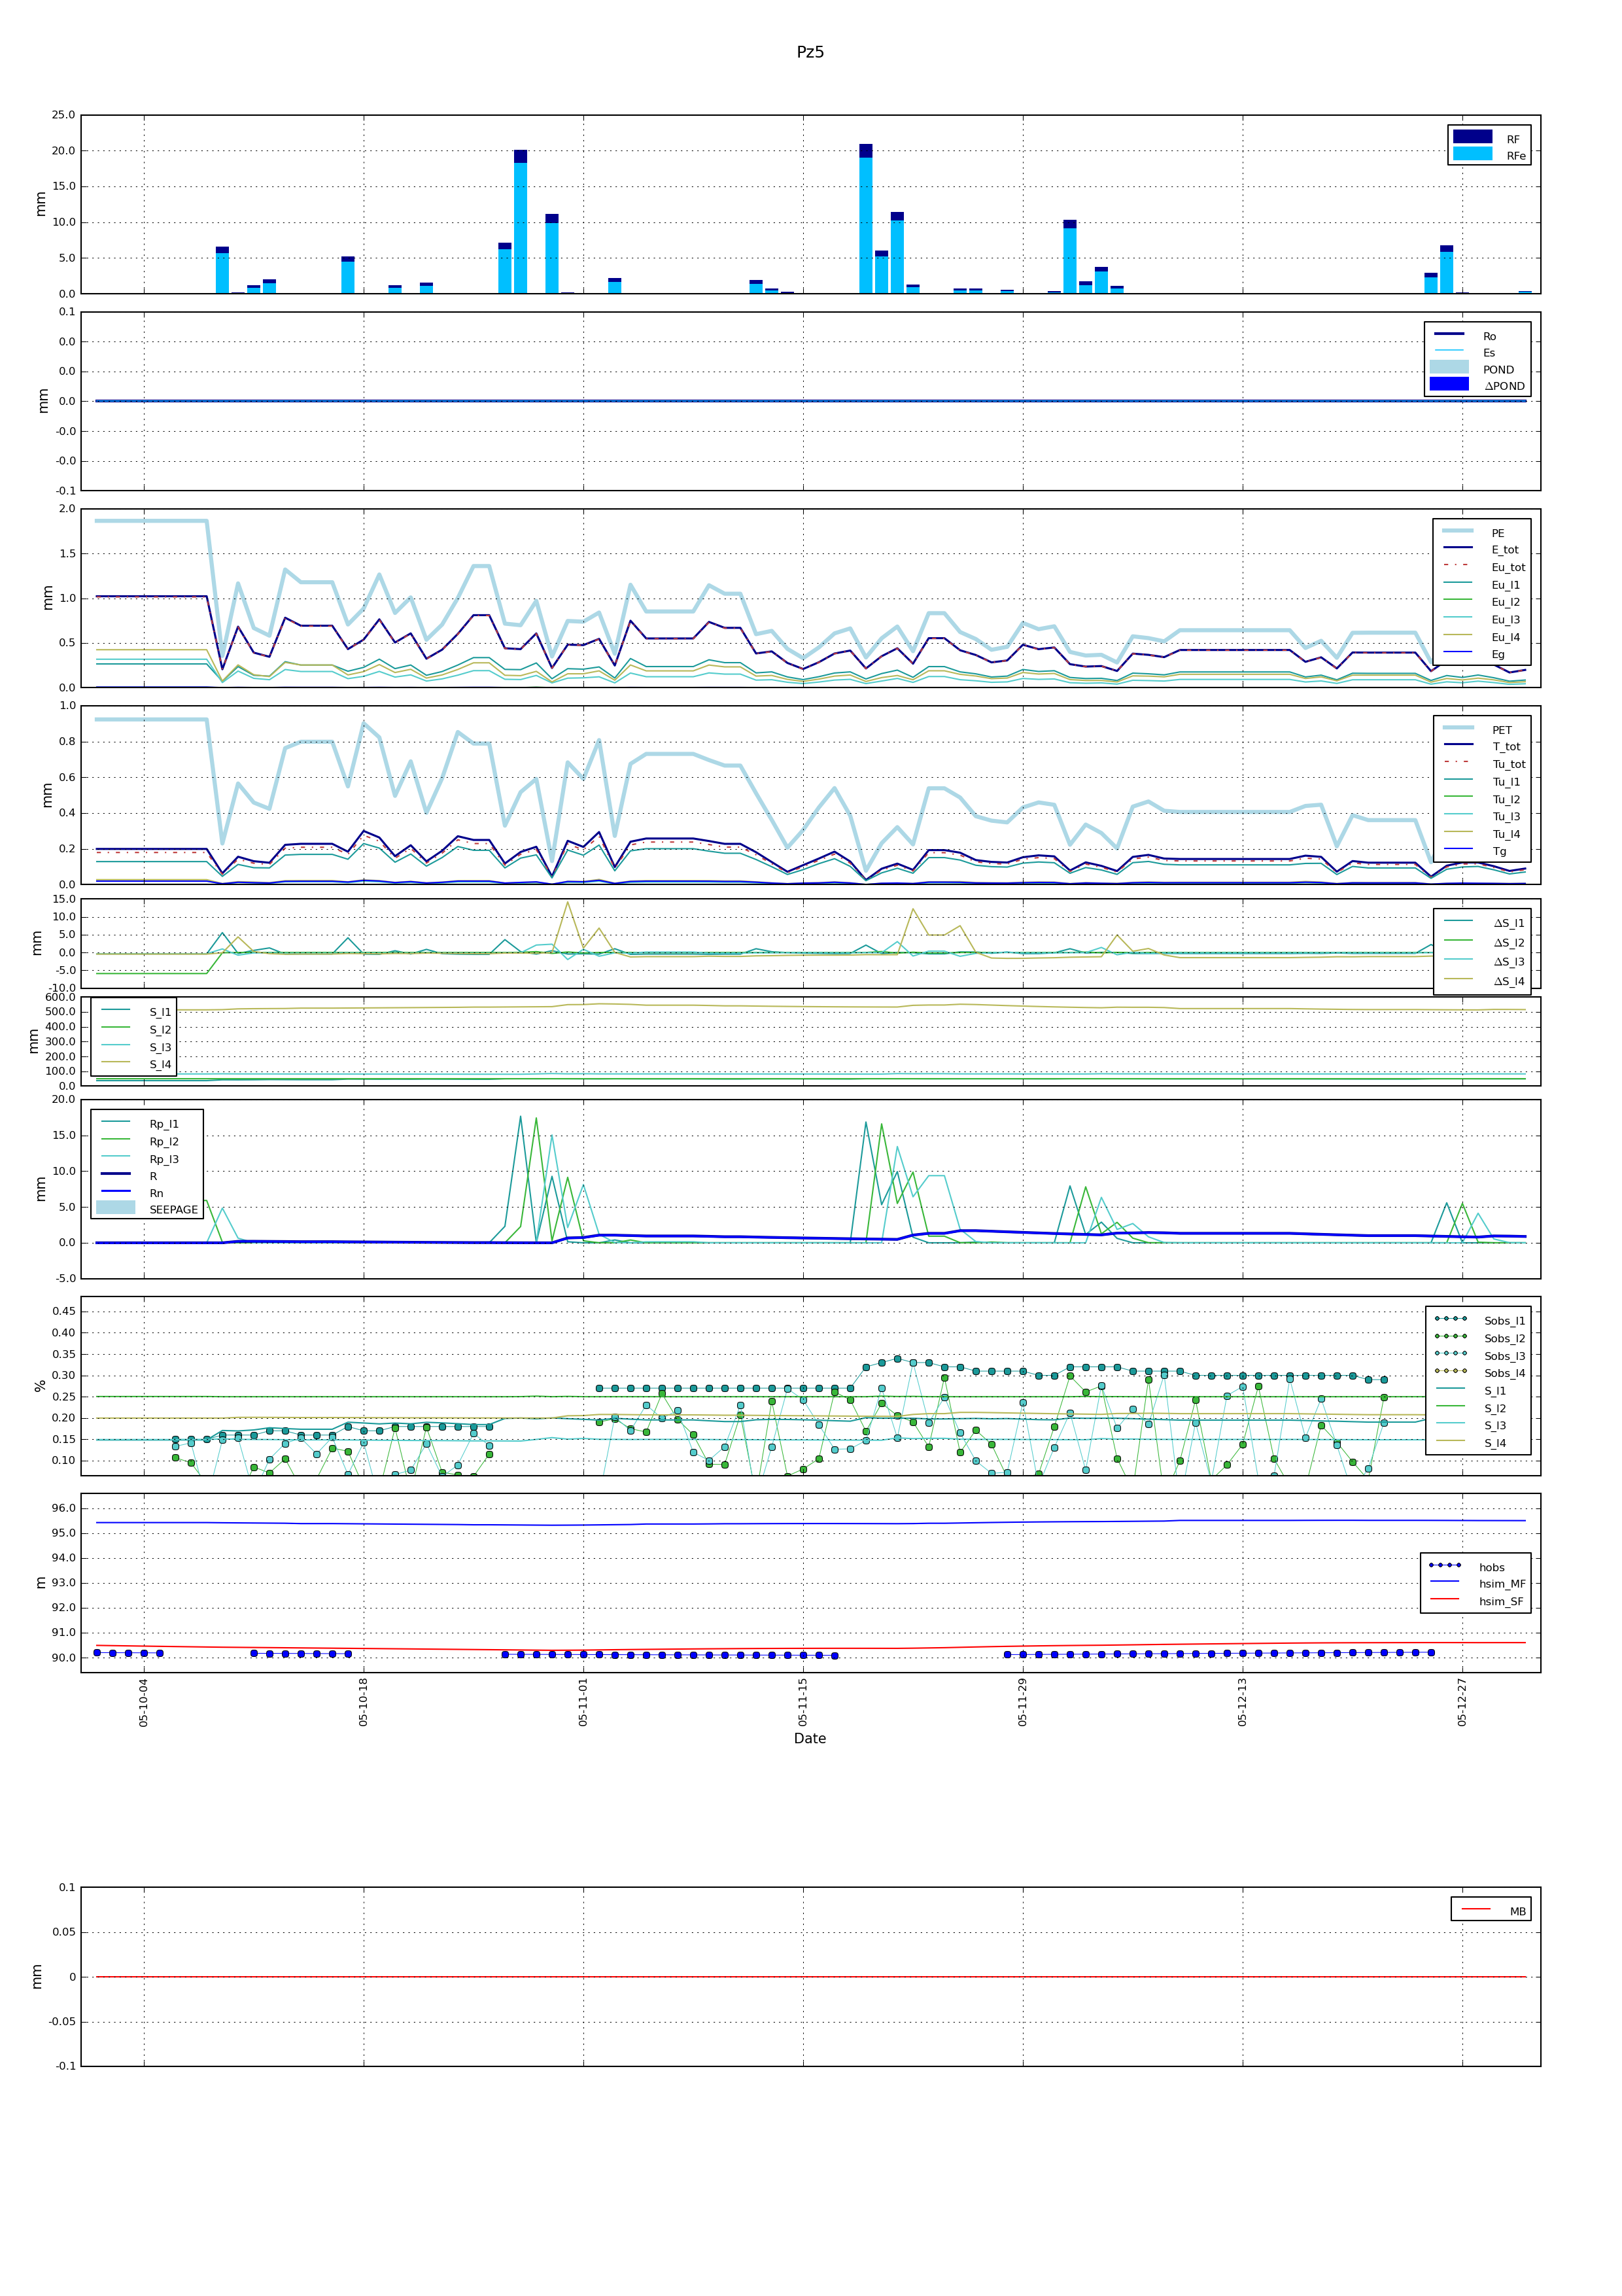 Pz5
25.0
20.0
15.0
10.0
5.0
0.0
mm
RF
RFe
0.1
0.0
0.0
0.0
-0.0
-0.0
-0.1
mm
Ro
Es
POND
ΔPOND
2.0
1.5
1.0
0.5
0.0
mm
PE
E_tot
Eu_tot
Eu_l1
Eu_l2
Eu_l3
Eu_l4
Eg
1.0
0.8
0.6
0.4
0.2
0.0
mm
PET
T_tot
Tu_tot
Tu_l1
Tu_l2
Tu_l3
Tu_l4
Tg
15.0
10.0
5.0
0.0
-5.0
-10.0
mm
ΔS_l1
ΔS_l2
ΔS_l3
ΔS_l4
600.0
500.0
400.0
300.0
200.0
100.0
0.0
mm
S_l1
S_l2
S_l3
S_l4
20.0
15.0
10.0
5.0
0.0
-5.0
mm
Rp_l1
Rp_l2
Rp_l3
R
Rn
SEEPAGE
0.45
0.40
0.35
0.30
0.25
0.20
0.15
0.10
%
Sobs_l1
Sobs_l2
Sobs_l3
Sobs_l4
S_l1
S_l2
S_l3
S_l4
96.0
95.0
94.0
93.0
92.0
91.0
90.0
m
hobs
hsim_MF
hsim_SF
05-10-04
05-10-18
05-11-01
05-11-15
05-11-29
05-12-13
05-12-27
Date
0.1
0.05
0
-0.05
-0.1
mm
MB